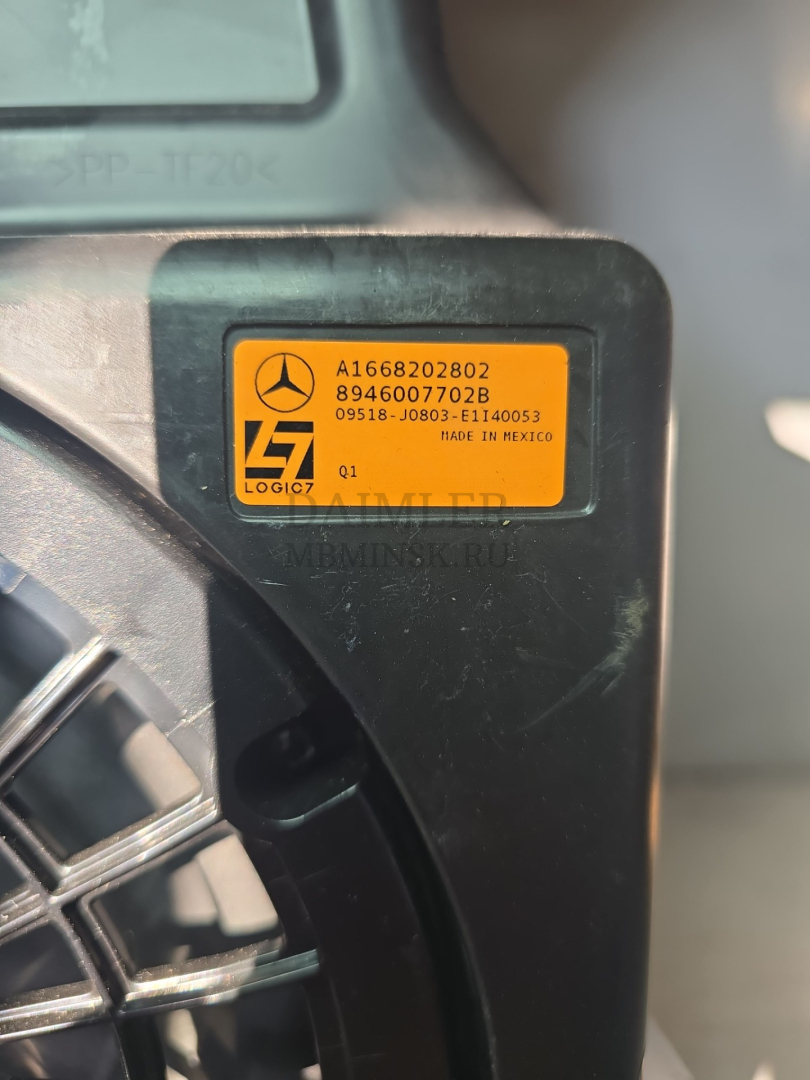 >PP-TF20<
A1668202802
8946007702B
09518-J0803-E1I40053
MADE IN MEXICO
LOGIC7
Q1
DAIMLER
MBMINSK.RU